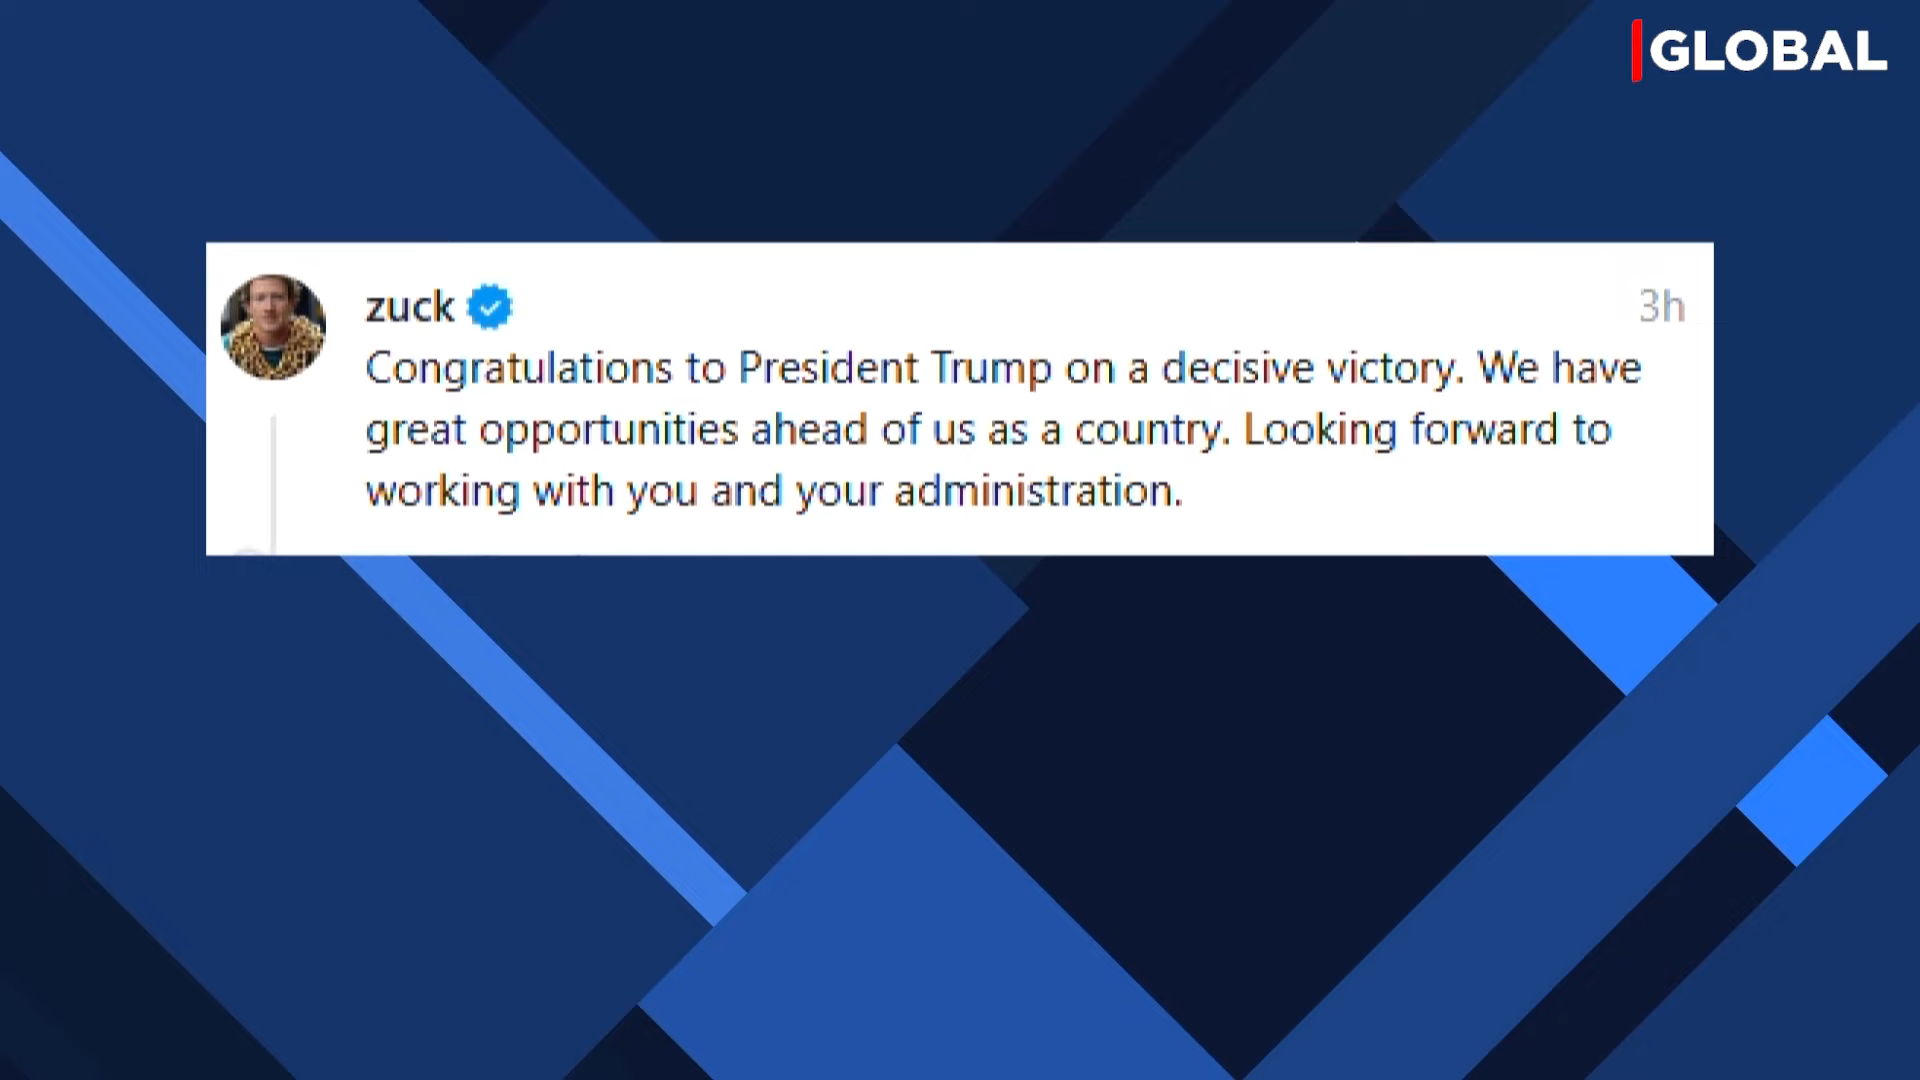 GLOBAL
zuck
3h
Congratulations to President Trump on a decisive victory. We have
great opportunities ahead of us as a country. Looking forward to
working with you and your administration.